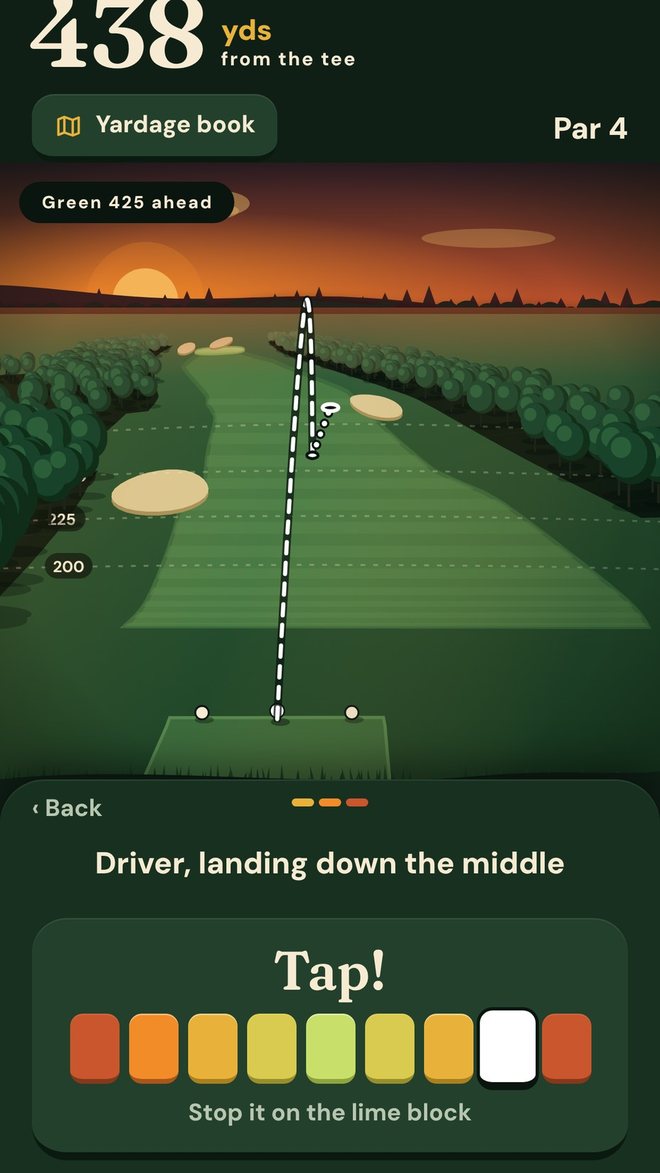 438 yds
from the tee
Yardage book
Par 4
Green 425 ahead
225
200
‹ Back
Driver, landing down the middle
Tap!
Stop it on the lime block